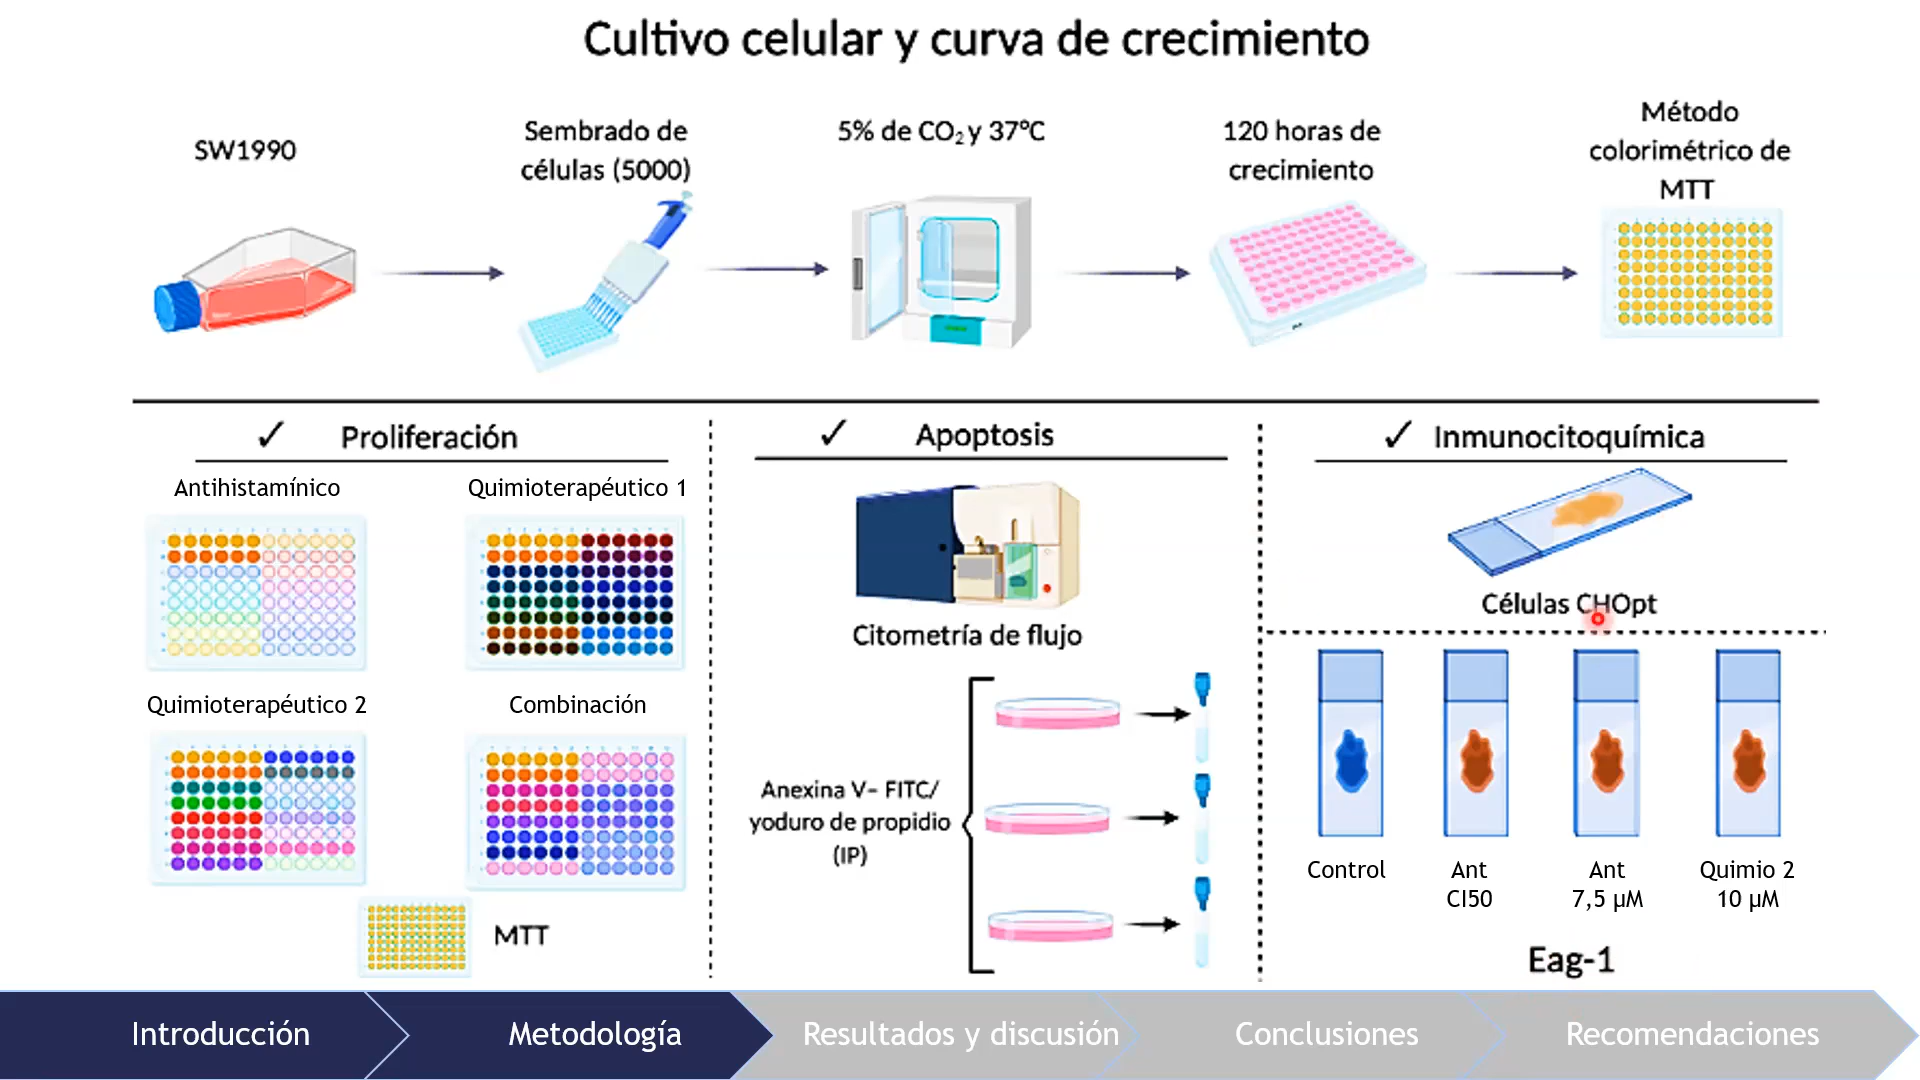 Cultivo celular y curva de crecimiento
SW1990
Sembrado de
células (5000)
5% de CO₂ y 37°C
120 horas de
crecimiento
Método
colorimétrico de
MTT
✓ Proliferación
Antihistamínico
Quimioterapéutico 1
Quimioterapéutico 2
Combinación
MTT
✓ Apoptosis
Citometría de flujo
Anexina V- FITC/
yoduro de propidio
(IP)
✓ Inmunocitoquímica
Células CHOpt
Control
Ant
CI50
Ant
7,5 µM
Quimio 2
10 µM
Eag-1
Introducción
Metodología
Resultados y discusión
Conclusiones
Recomendaciones